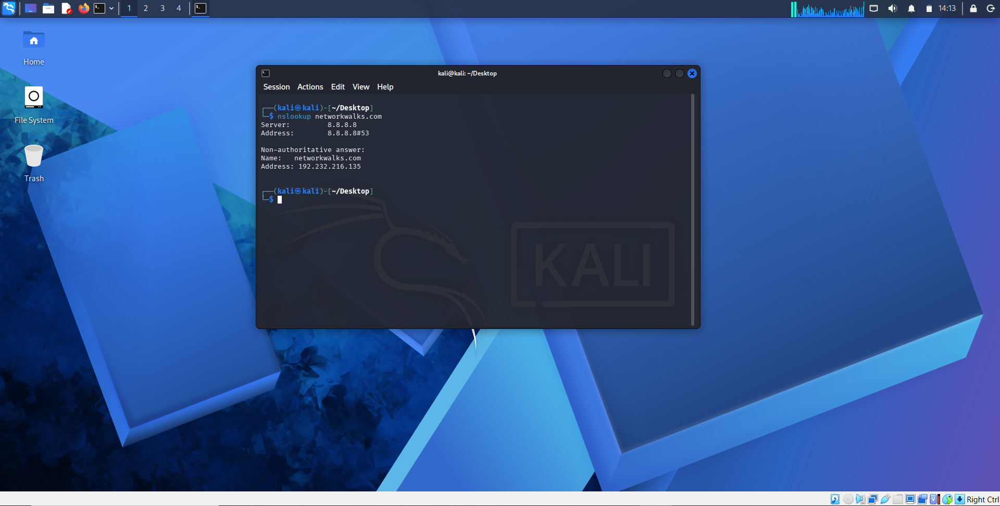 1 2 3 4 14:13
Home
File System
Trash
kali@kali: ~/Desktop
Session Actions Edit View Help
┌──(kali㉿kali)-[~/Desktop]
└─$ nslookup networkwalks.com
Server: 8.8.8.8
Address: 8.8.8.8#53
Non-authoritative answer:
Name: networkwalks.com
Address: 192.232.216.135
┌──(kali㉿kali)-[~/Desktop]
└─$
KALI
Right Ctrl